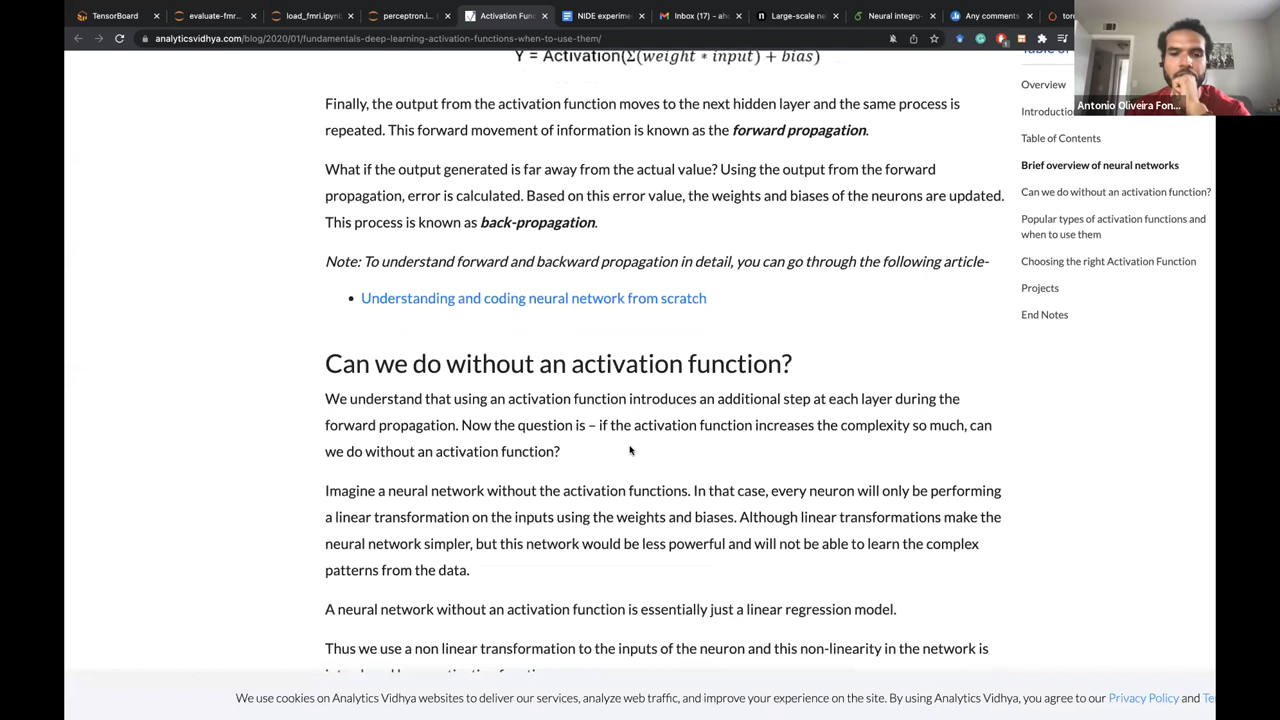 TensorBoard
evaluate-fmr...
load_fmri.ipyn...
perceptron.i...
Activation Fun...
NIDE experime...
Inbox (17) – ah...
Large-scale ne...
Neural integro-...
Any comments
tor
analyticsvidhya.com/blog/2020/01/fundamentals-deep-learning-activation-functions-when-to-use-them/
Y = Activation(Σ(weight ∗ input) + bias)
Finally, the output from the activation function moves to the next hidden layer and the same process is
repeated. This forward movement of information is known as the forward propagation.
What if the output generated is far away from the actual value? Using the output from the forward
propagation, error is calculated. Based on this error value, the weights and biases of the neurons are updated.
This process is known as back-propagation.
Note: To understand forward and backward propagation in detail, you can go through the following article-
• Understanding and coding neural network from scratch
Can we do without an activation function?
We understand that using an activation function introduces an additional step at each layer during the
forward propagation. Now the question is – if the activation function increases the complexity so much, can
we do without an activation function?
Imagine a neural network without the activation functions. In that case, every neuron will only be performing
a linear transformation on the inputs using the weights and biases. Although linear transformations make the
neural network simpler, but this network would be less powerful and will not be able to learn the complex
patterns from the data.
A neural network without an activation function is essentially just a linear regression model.
Thus we use a non linear transformation to the inputs of the neuron and this non-linearity in the network is
Antonio Oliveira Fon...
Overview
Introductio
Table of Contents
Brief overview of neural networks
Can we do without an activation function?
Popular types of activation functions and
when to use them
Choosing the right Activation Function
Projects
End Notes
We use cookies on Analytics Vidhya websites to deliver our services, analyze web traffic, and improve your experience on the site. By using Analytics Vidhya, you agree to our Privacy Policy and Te